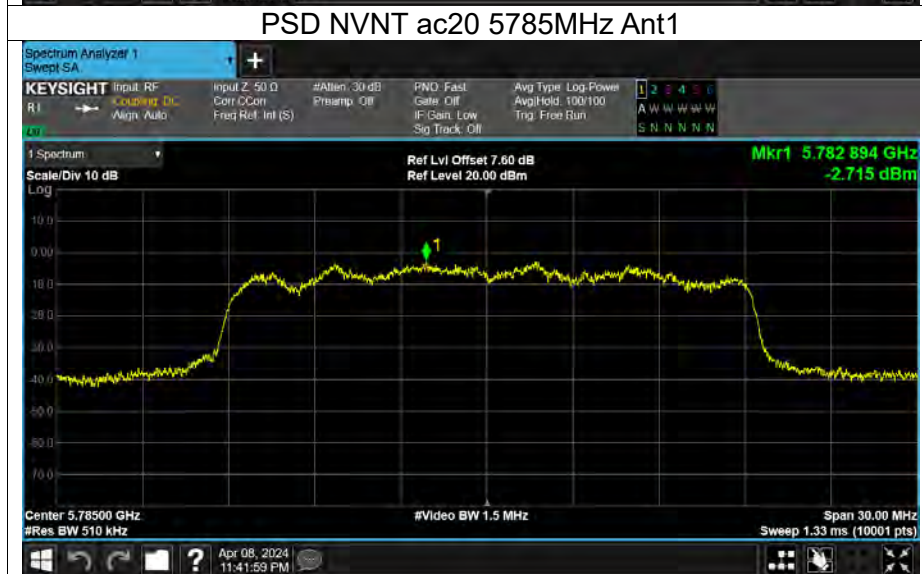 PSD NVNT ac20 5785MHz Ant1
Spectrum Analyzer 1
Swept SA
+
KEYSIGHT Input: RF
Coupling: DC
Align: Auto
Input Z: 50 Ω
Corr CCorr
Freq Ref: Int (S)
#Atten: 30 dB
Preamp: Off
PNO: Fast
Gate: Off
IF Gain: Low
Sig Track: Off
Avg Type: Log-Power
Avg|Hold: 100/100
Trig: Free Run
1 2 3 4 5 6
A W W W W W
S N N N N N
1 Spectrum
Scale/Div 10 dB
Log
Ref Lvl Offset 7.60 dB
Ref Level 20.00 dBm
Mkr1 5.782 894 GHz
-2.715 dBm
10.0
0.00
-10.0
-20.0
-30.0
-40.0
-50.0
-60.0
-70.0
1
Center 5.78500 GHz
#Res BW 510 kHz
#Video BW 1.5 MHz
Span 30.00 MHz
Sweep 1.33 ms (10001 pts)
?
Apr 08, 2024
11:41:59 PM